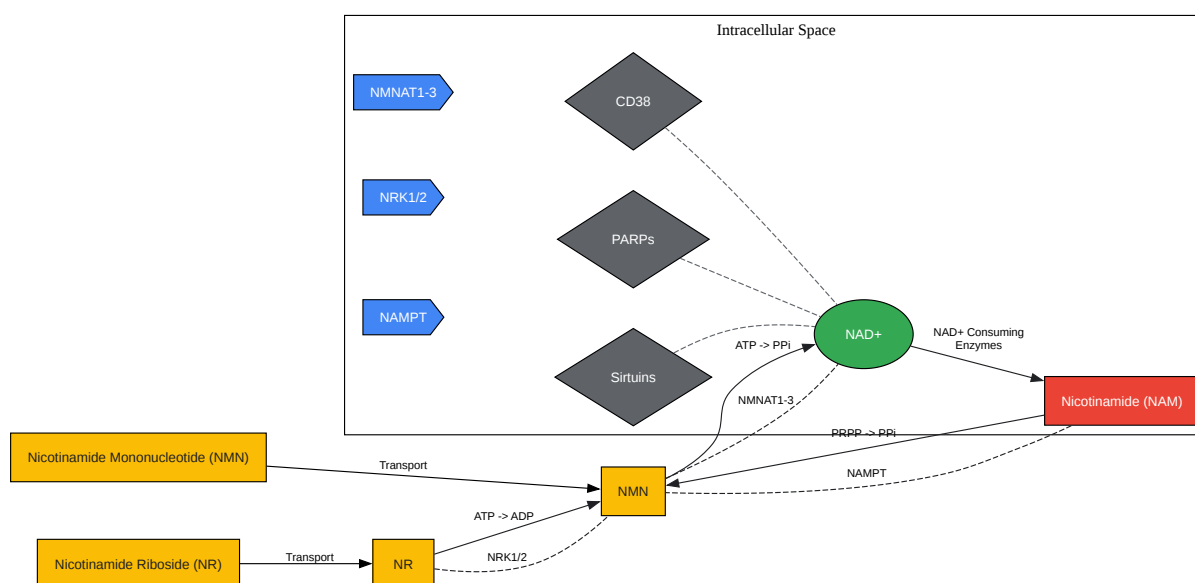 Intracellular Space
NMNAT1-3
CD38
NRK1/2
PARPs
NAMPT
NAD+
NAD+ Consuming
Enzymes
ATP -> PPi
Sirtuins
NMNAT1-3
Nicotinamide (NAM)
PRPP -> PPi
Nicotinamide Mononucleotide (NMN)
Transport
NAMPT
NMN
ATP -> ADP
NRK1/2
Nicotinamide Riboside (NR)
Transport
NR